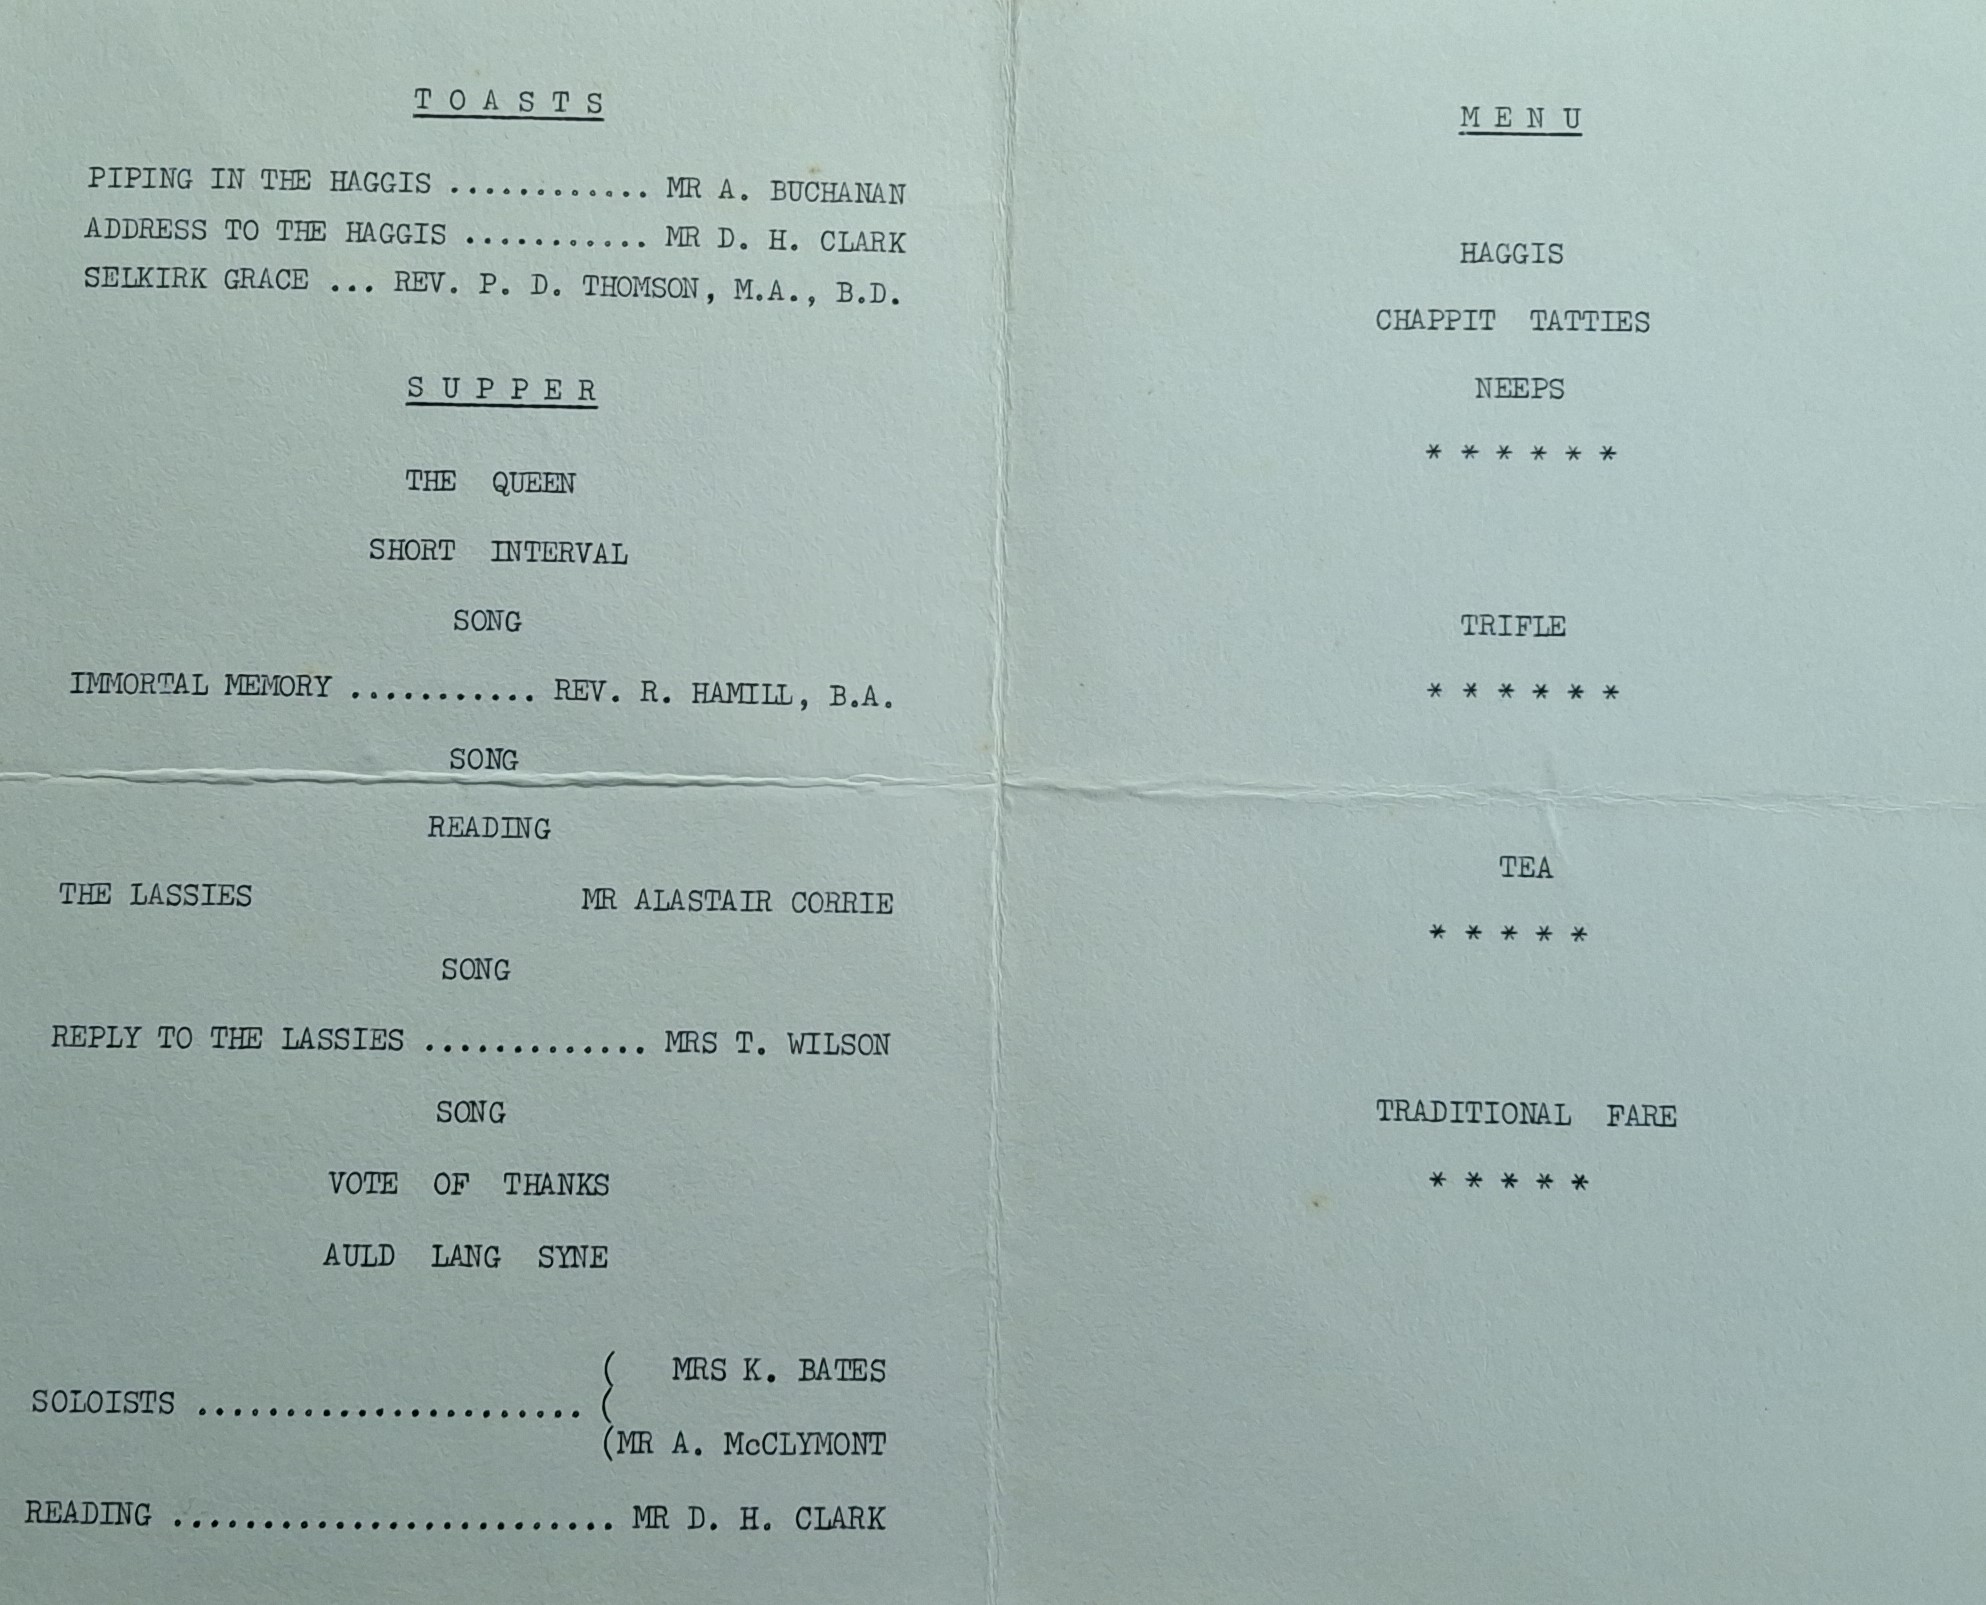 T O A S T S
PIPING IN THE HAGGIS ............ MR A. BUCHANAN
ADDRESS TO THE HAGGIS ........... MR D. H. CLARK
SELKIRK GRACE ... REV. P. D. THOMSON, M.A., B.D.
S U P P E R
THE QUEEN
SHORT INTERVAL
SONG
IMMORTAL MEMORY ........... REV. R. HAMILL, B.A.
SONG
READING
THE LASSIES MR ALASTAIR CORRIE
SONG
REPLY TO THE LASSIES ............. MRS T. WILSON
SONG
VOTE OF THANKS
AULD LANG SYNE
( MRS K. BATES
SOLOISTS ...................... (
(MR A. McCLYMONT
READING ......................... MR D. H. CLARK
M E N U
HAGGIS
CHAPPIT TATTIES
NEEPS
* * * * * *
TRIFLE
* * * * * *
TEA
* * * * *
TRADITIONAL FARE
* * * * *